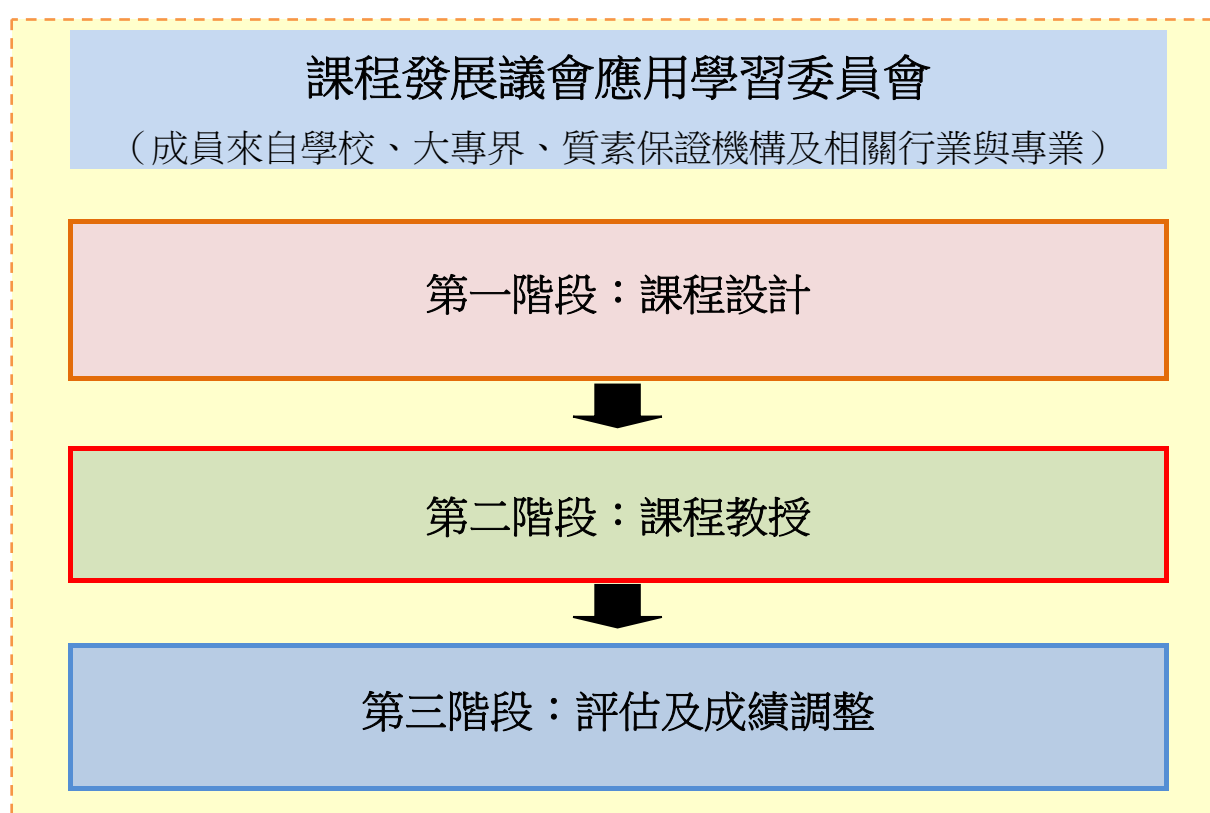 課程發展議會應用學習委員會
（成員來自學校、大專界、質素保證機構及相關行業與專業）
第一階段：課程設計
第二階段：課程教授
第三階段：評估及成績調整